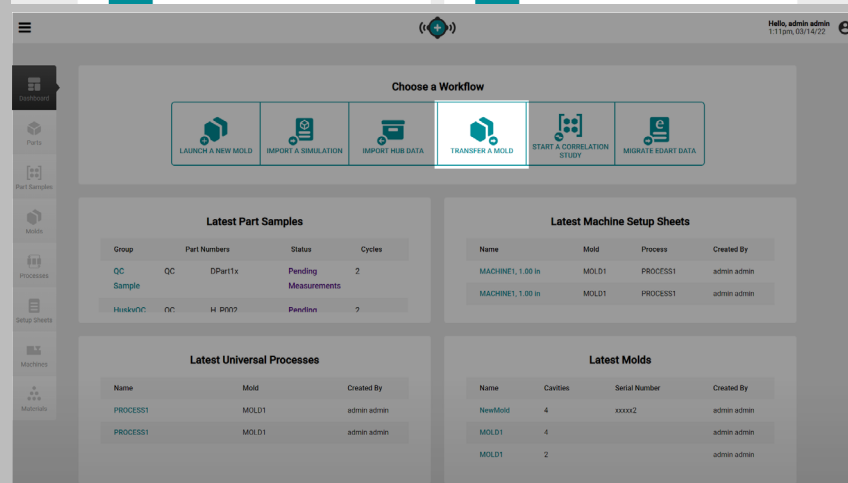 Hello, admin admin
1:11pm, 03/14/22
Dashboard
Parts
Part Samples
Molds
Processes
Setup Sheets
Machines
Materials
Choose a Workflow
LAUNCH A NEW MOLD
IMPORT A SIMULATION
IMPORT HUB DATA
TRANSFER A MOLD
START A CORRELATION
STUDY
MIGRATE EDART DATA
Latest Part Samples
Group Part Numbers Status Cycles
QC QC DPart1x Pending 2
Sample Measurements
HuskyQC QC H_P002 Pending 2
Latest Machine Setup Sheets
Name Mold Process Created By
MACHINE1, 1.00 in MOLD1 PROCESS1 admin admin
MACHINE1, 1.00 in MOLD1 PROCESS1 admin admin
Latest Universal Processes
Name Mold Created By
PROCESS1 MOLD1 admin admin
PROCESS1 MOLD1 admin admin
Latest Molds
Name Cavities Serial Number Created By
NewMold 4 xxxxx2 admin admin
MOLD1 4 admin admin
MOLD1 2 admin admin